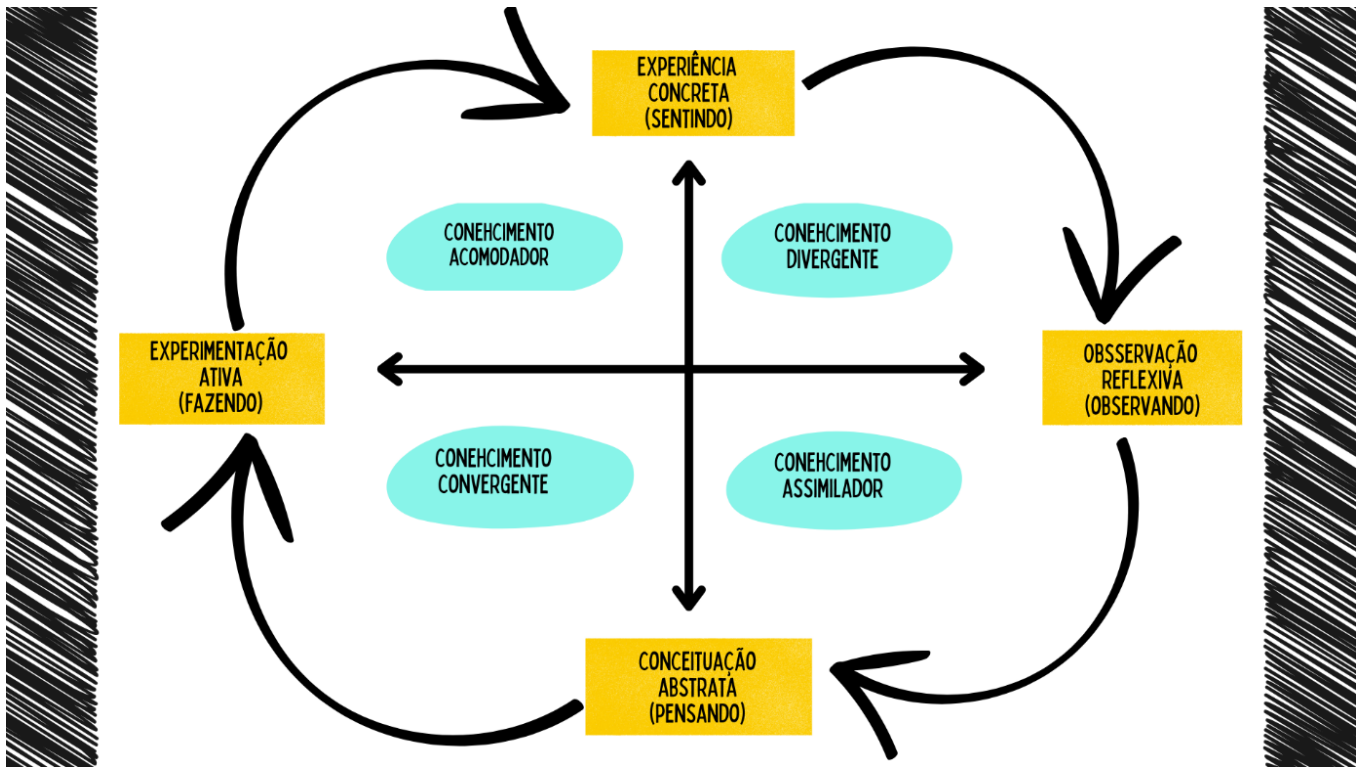 EXPERIÊNCIA
CONCRETA
(SENTINDO)
CONEHCIMENTO
ACOMODADOR
CONEHCIMENTO
DIVERGENTE
EXPERIMENTAÇÃO
ATIVA
(FAZENDO)
OBSSERVAÇÃO
REFLEXIVA
(OBSERVANDO)
CONEHCIMENTO
CONVERGENTE
CONEHCIMENTO
ASSIMILADOR
CONCEITUAÇÃO
ABSTRATA
(PENSANDO)